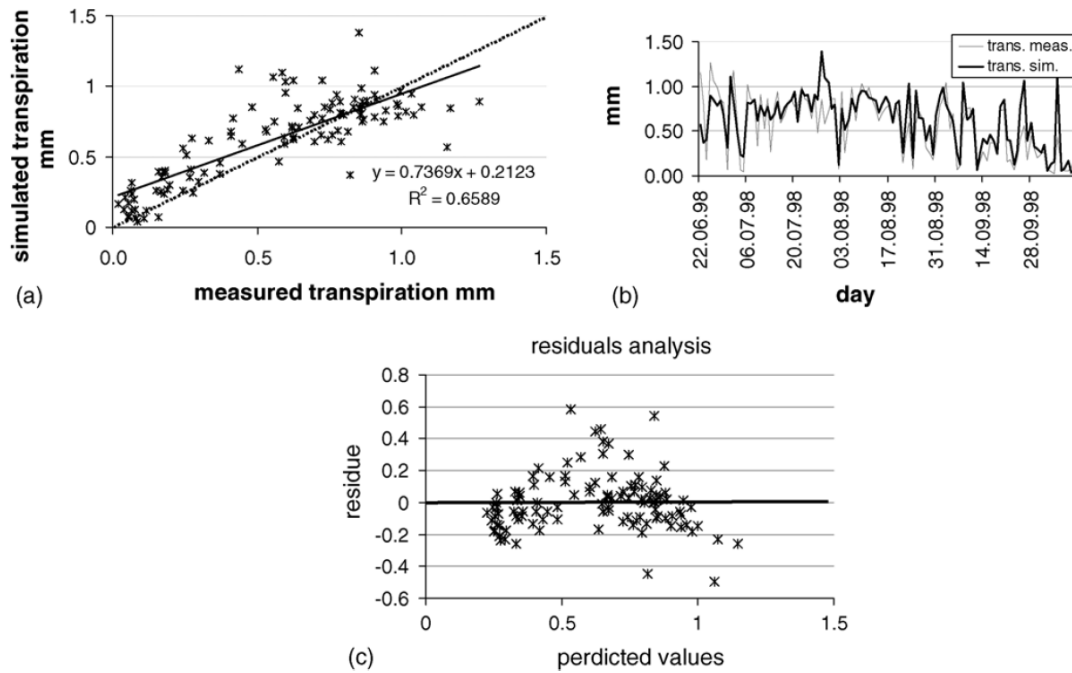 simulated transpiration
mm
1.5
1
0.5
0
y = 0.7369x + 0.2123
R² = 0.6589
0.0
0.5
1.0
1.5
(a)
measured transpiration mm
mm
1.50
1.00
0.50
0.00
trans. meas.
trans. sim.
22.06.98
06.07.98
20.07.98
03.08.98
17.08.98
31.08.98
14.09.98
28.09.98
(b)
day
residuals analysis
residue
0.8
0.6
0.4
0.2
0
-0.2
-0.4
-0.6
0
0.5
1
1.5
(c)
perdicted values